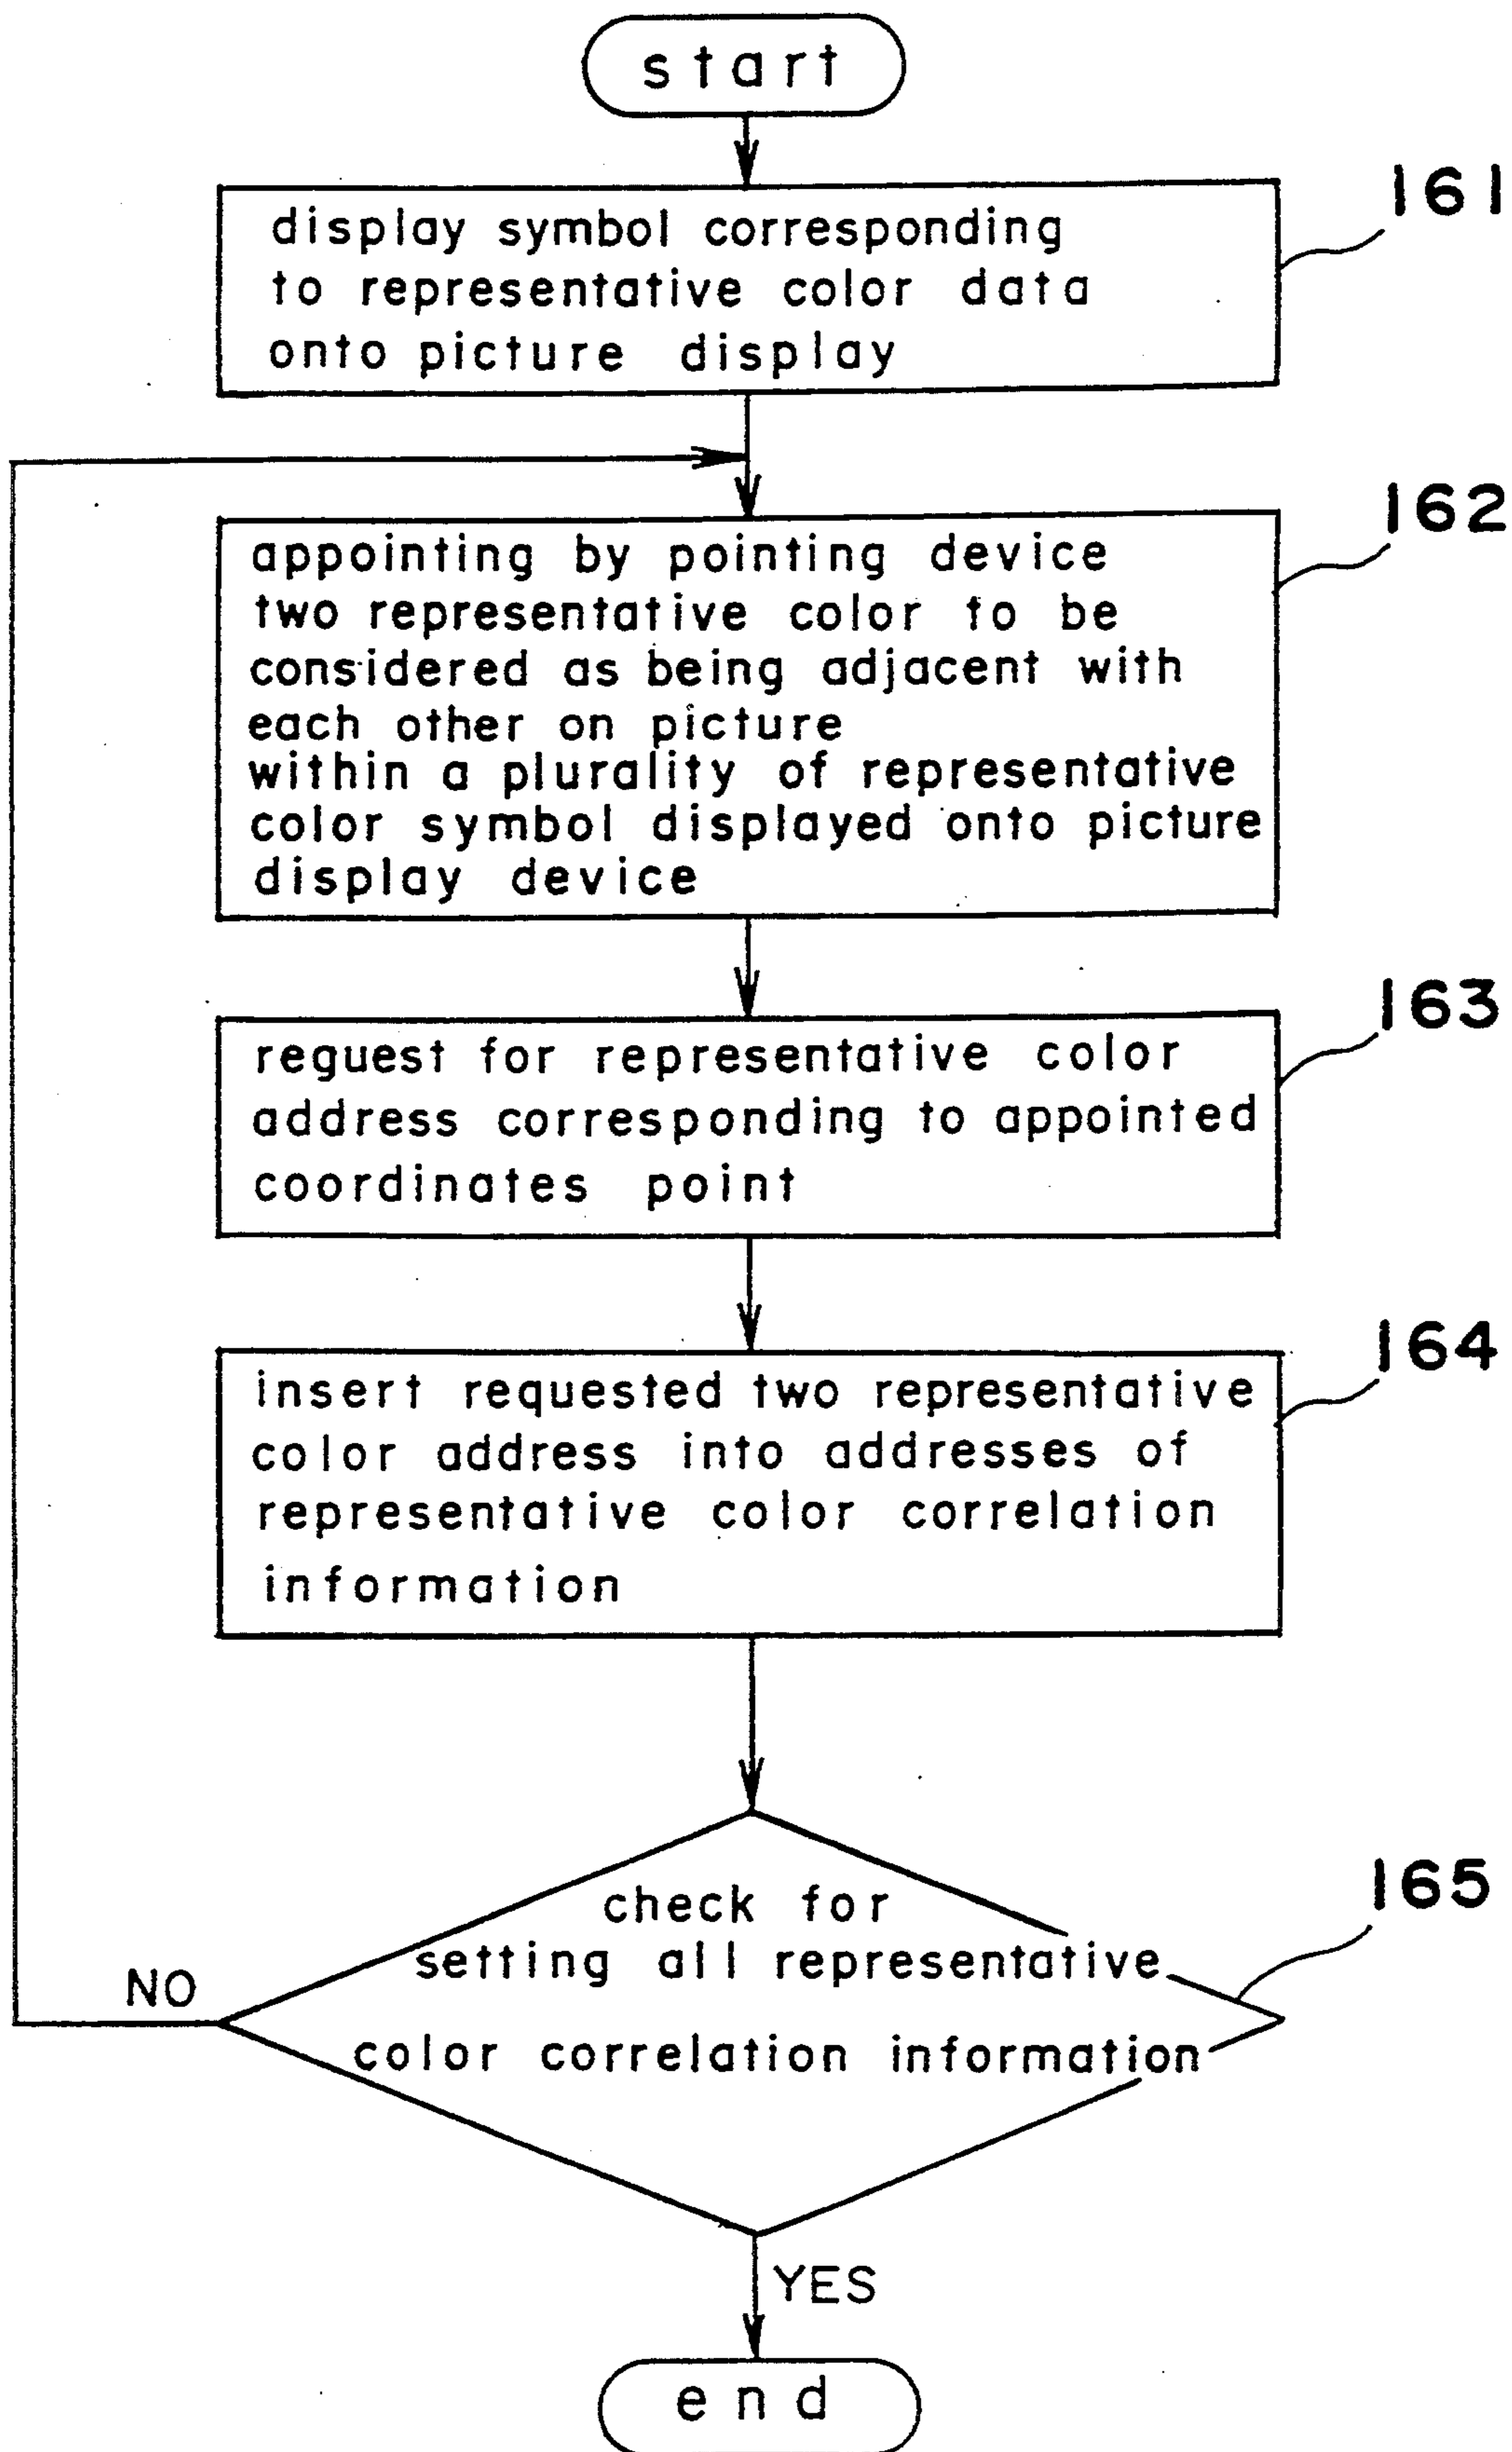 start
161
display symbol corresponding
to representative color data
onto picture display
162
appointing by pointing device
two representative color to be
considered as being adjacent with
each other on picture
within a plurality of representative
color symbol displayed onto picture
display device
163
reguest for representative color
address corresponding to appointed
coordinates point
164
insert requested two representative
color address into addresses of
representative color correlation
information
165
check for
setting all representative
color correlation information
NO
YES
end